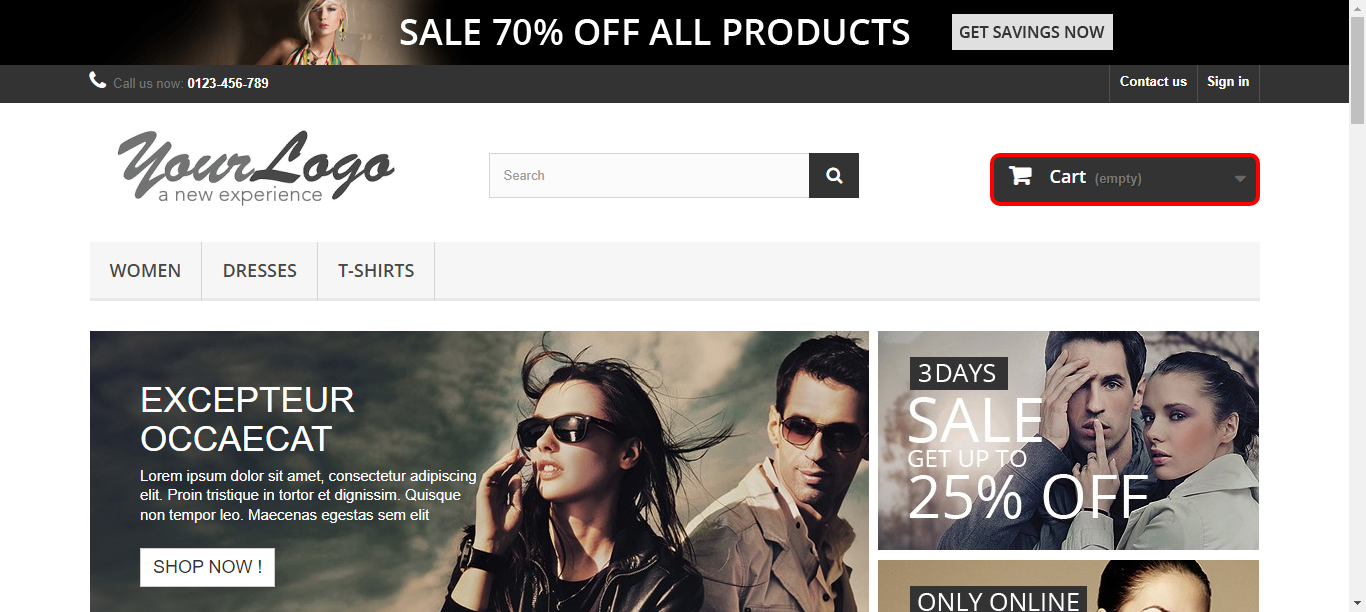 SALE 70% OFF ALL PRODUCTS
GET SAVINGS NOW
Call us now: 0123-456-789
Contact us
Sign in
YourLogo
a new experience
Search
Cart (empty)
WOMEN
DRESSES
T-SHIRTS
EXCEPTEUR
OCCAECAT
Lorem ipsum dolor sit amet, consectetur adipiscing
elit. Proin tristique in tortor et dignissim. Quisque
non tempor leo. Maecenas egestas sem elit
SHOP NOW !
3 DAYS
SALE
GET UP TO
25% OFF
ONLY ONLINE